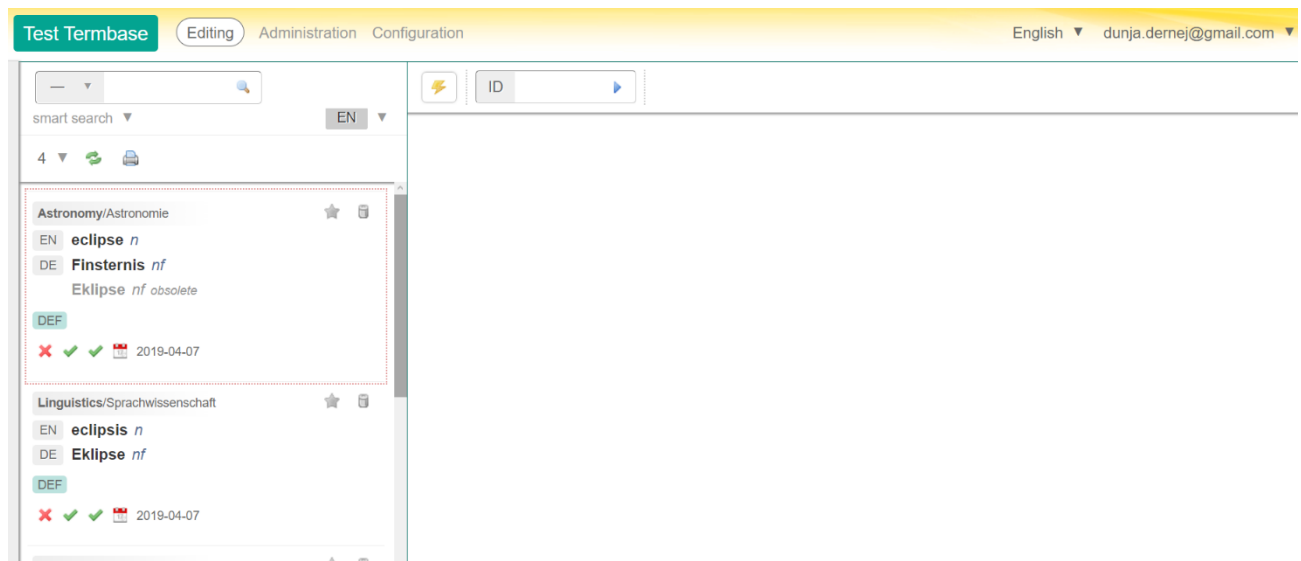 Test Termbase Editing Administration Configuration English ▼ dunja.dernej@gmail.com ▼
— ▼ ID
smart search ▼ EN ▼
4 ▼
Astronomy/Astronomie
EN eclipse n
DE Finsternis nf
Eklipse nf obsolete
DEF
2019-04-07
Linguistics/Sprachwissenschaft
EN eclipsis n
DE Eklipse nf
DEF
2019-04-07